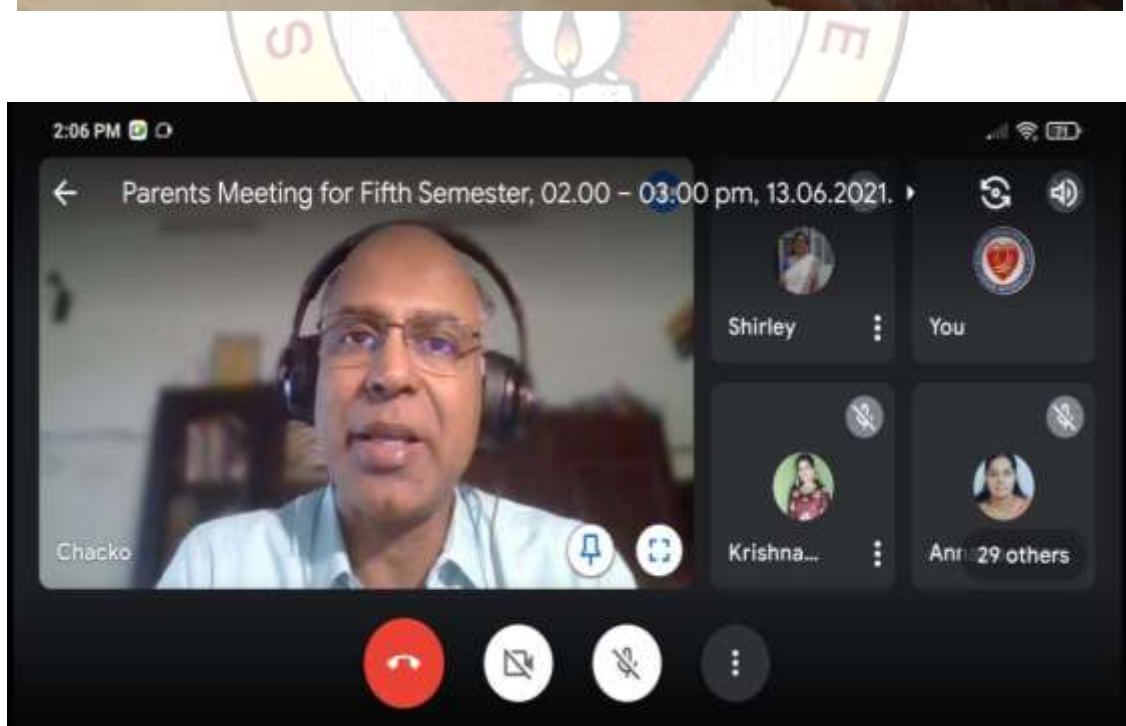 S E
2:06 PM 71
Parents Meeting for Fifth Semester, 02.00 – 03:00 pm, 13.06.2021.
Shirley You
Chacko Krishna... 29 others